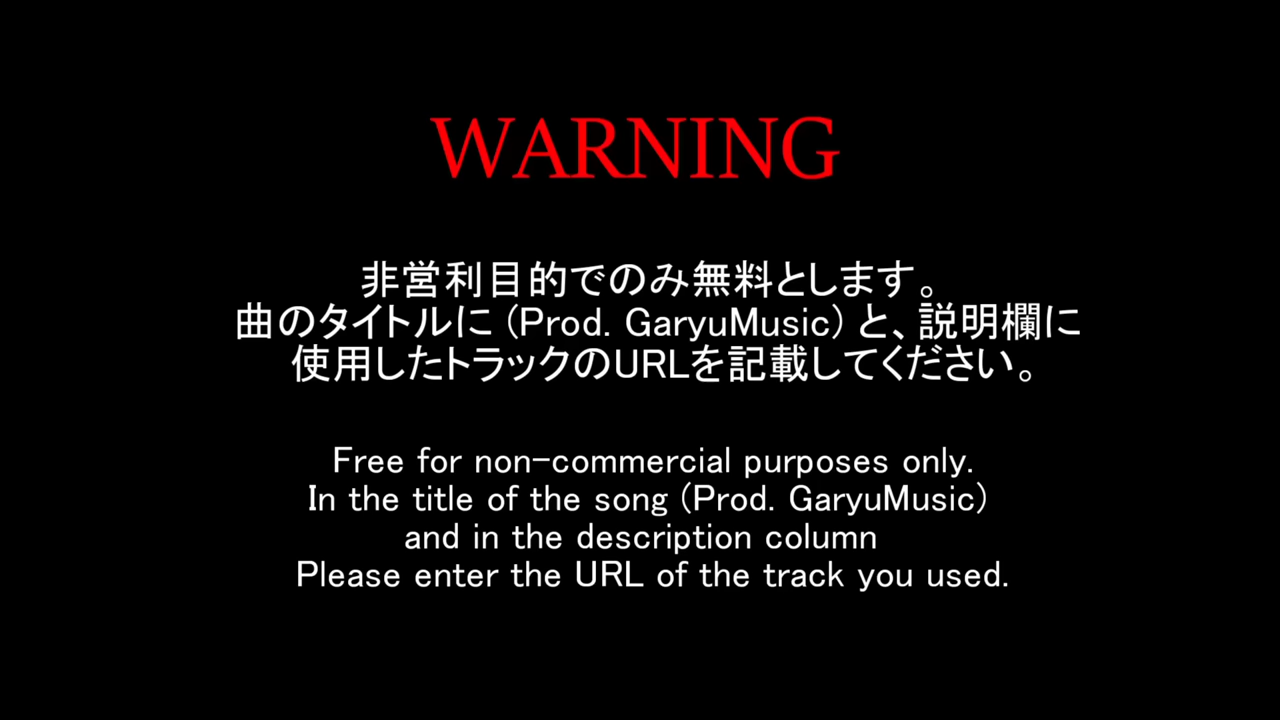 WARNING
非営利目的でのみ無料とします。
曲のタイトルに (Prod. GaryuMusic) と、説明欄に
使用したトラックのURLを記載してください。
Free for non-commercial purposes only.
In the title of the song (Prod. GaryuMusic)
and in the description column
Please enter the URL of the track you used.